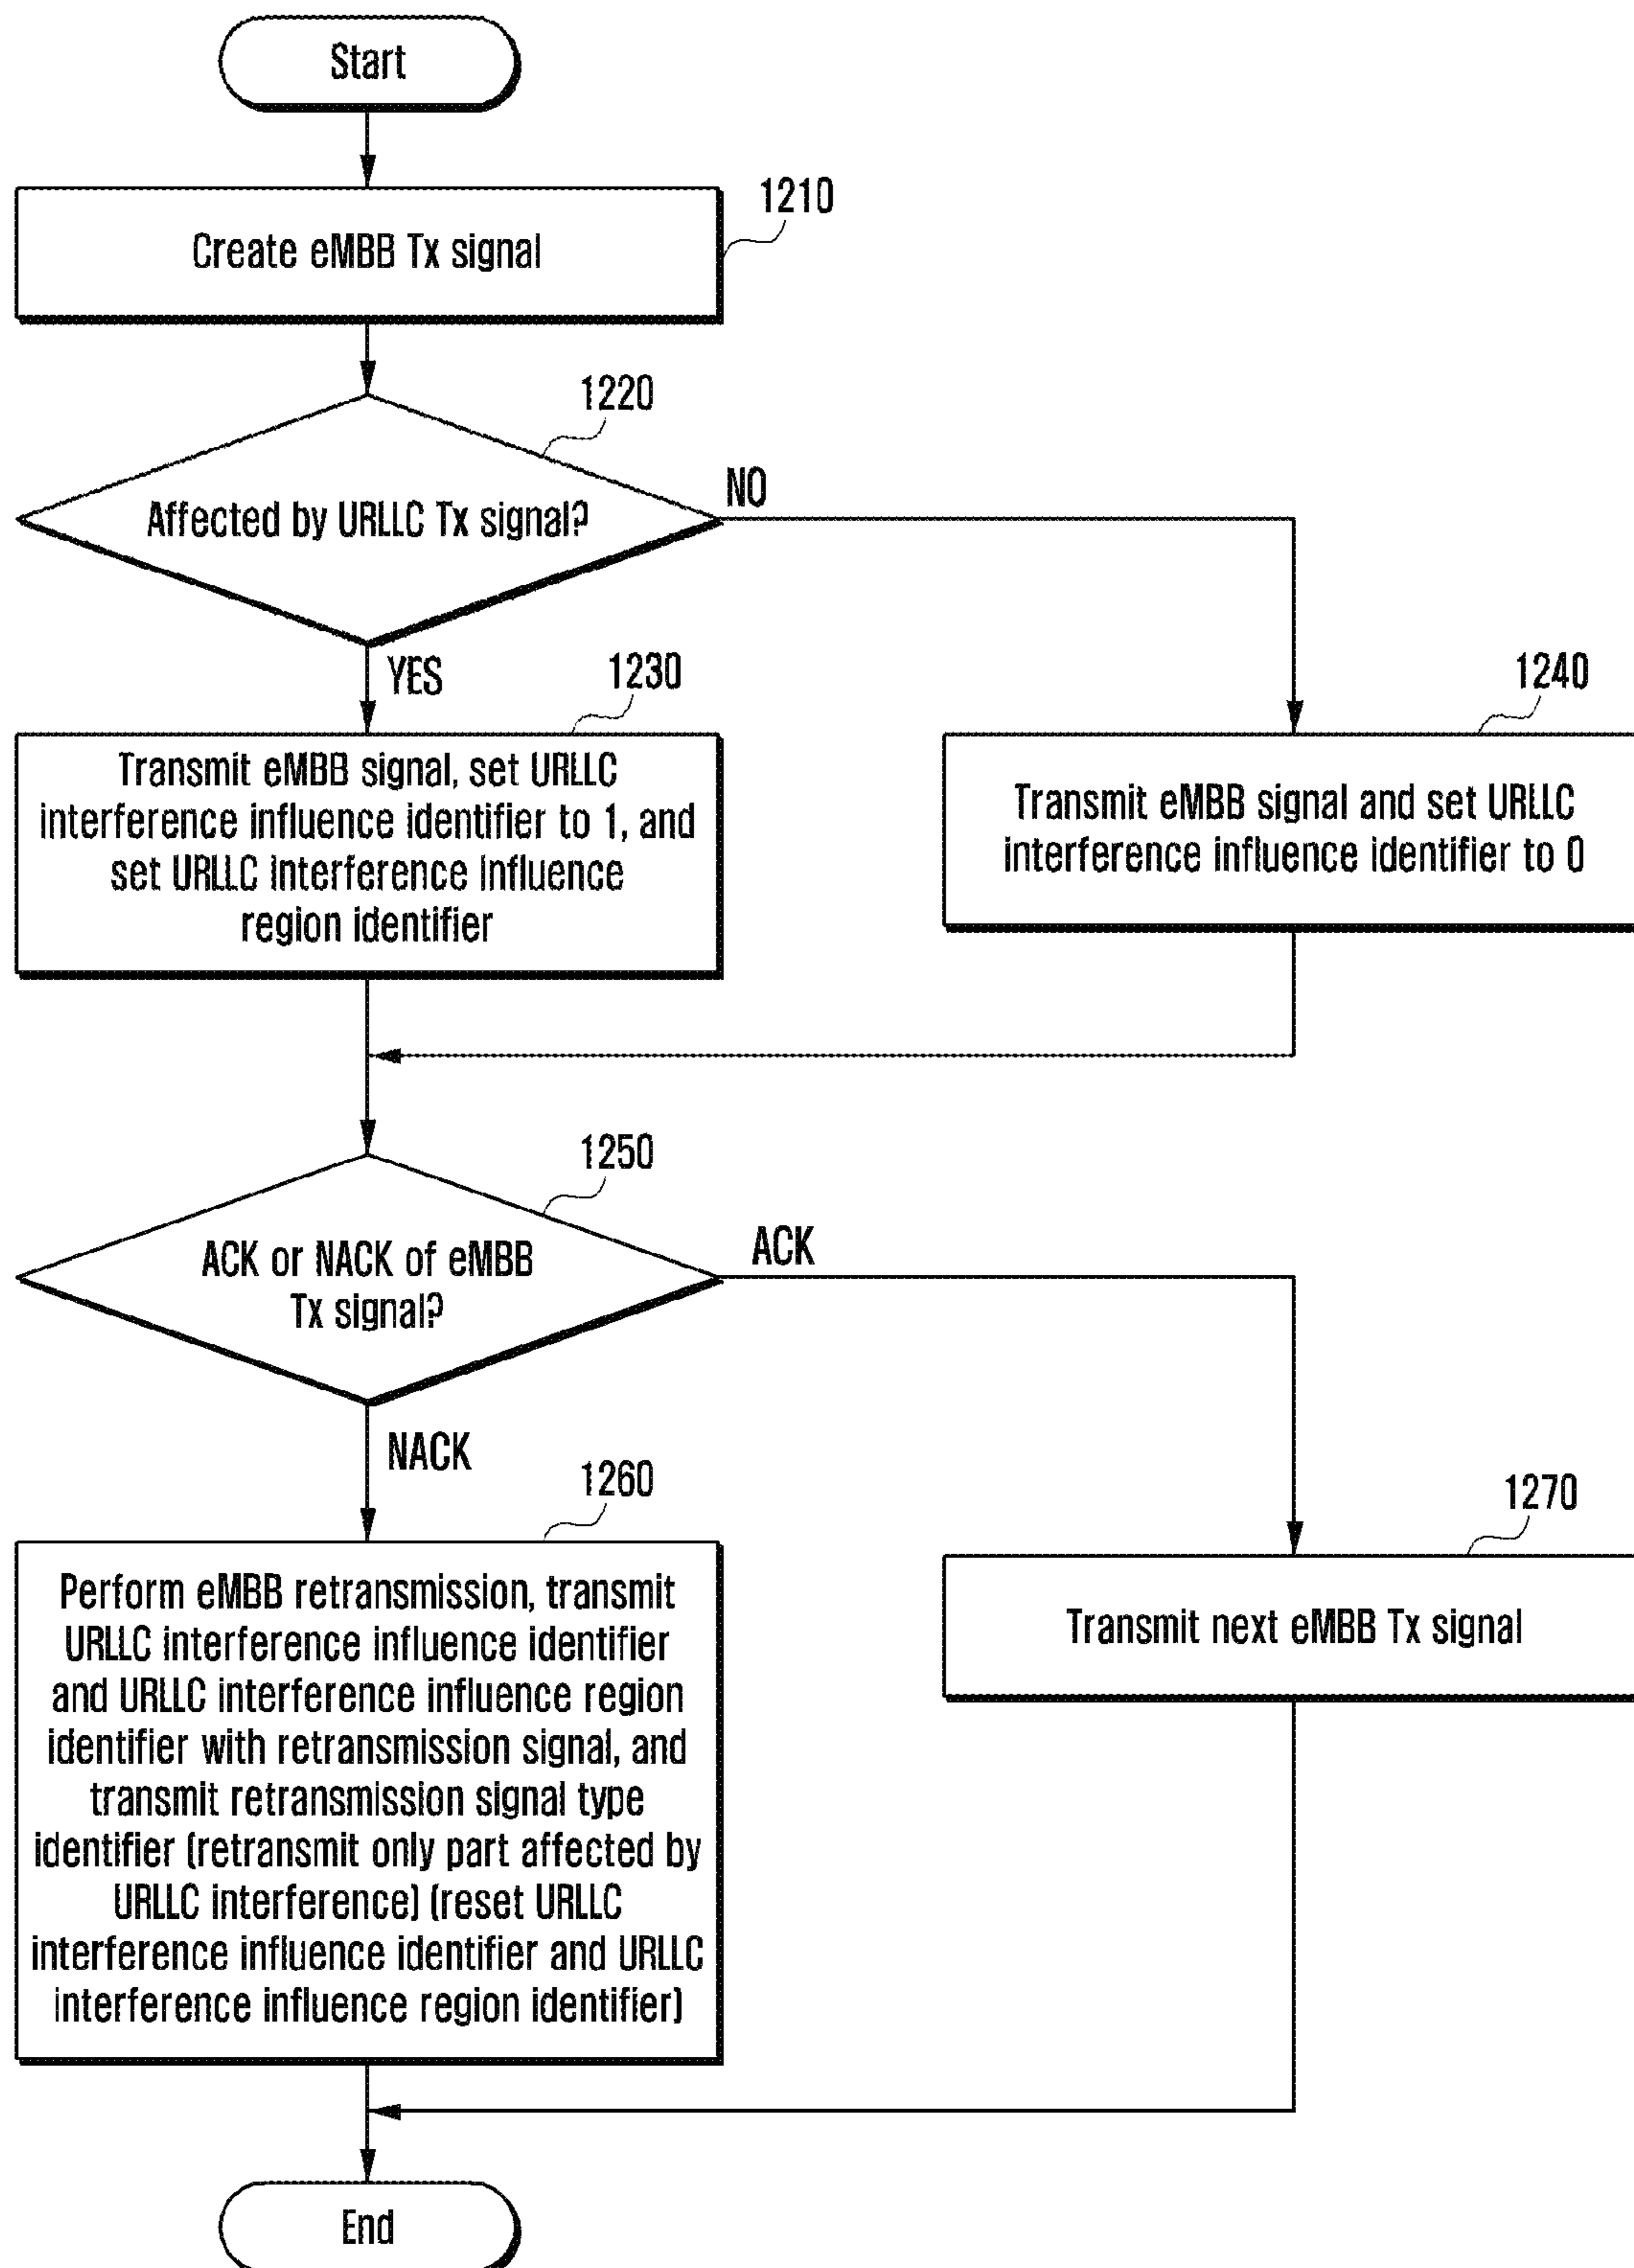 Start
1210
Create eMBB Tx signal
1220
Affected by URLLC Tx signal?
NO
YES
1230
Transmit eMBB signal, set URLLC
interference influence identifier to 1, and
set URLLC interference influence
region identifier
1240
Transmit eMBB signal and set URLLC
interference influence identifier to 0
1250
ACK or NACK of eMBB
Tx signal?
ACK
NACK
1260
Perform eMBB retransmission, transmit
URLLC interference influence identifier
and URLLC interference influence region
identifier with retransmission signal, and
transmit retransmission signal type
identifier (retransmit only part affected by
URLLC interference) (reset URLLC
interference influence identifier and URLLC
interference influence region identifier)
1270
Transmit next eMBB Tx signal
End